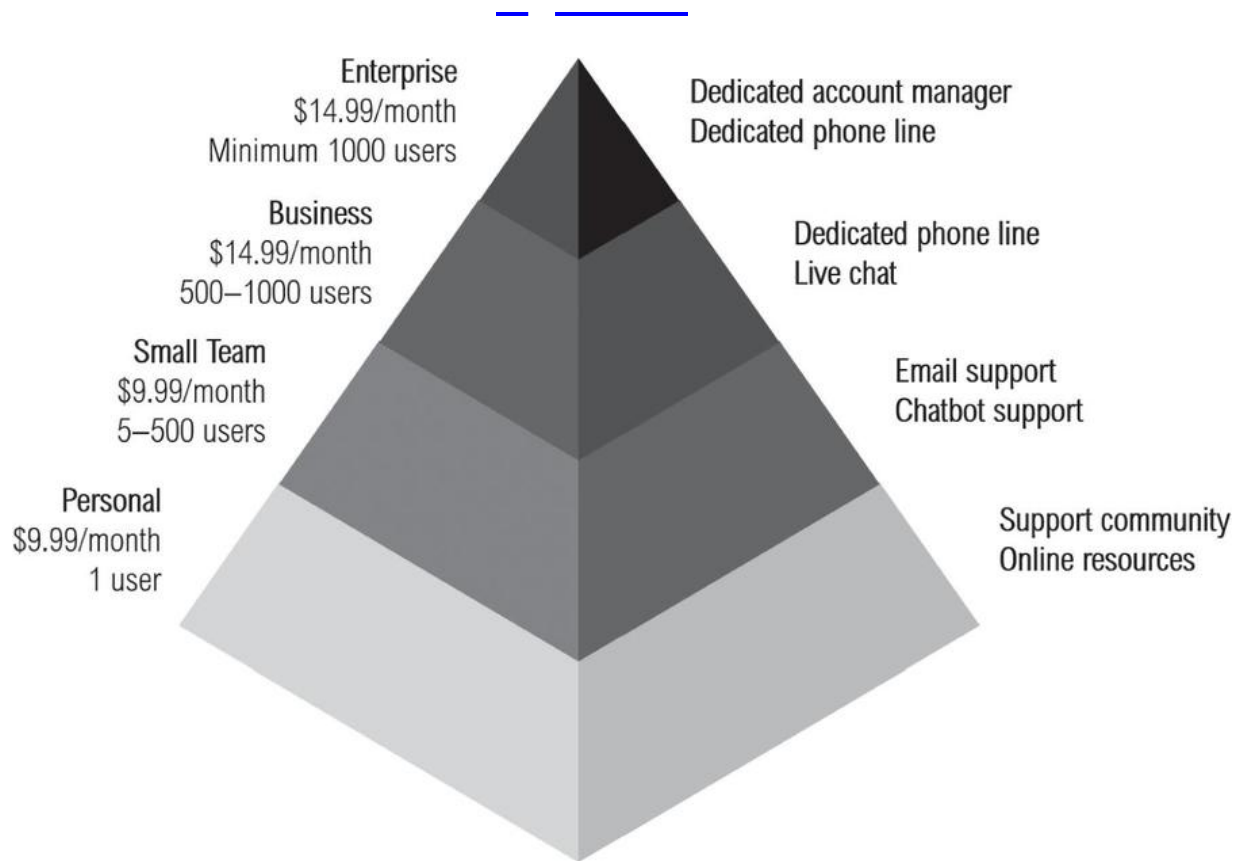 Enterprise
$14.99/month
Minimum 1000 users
Dedicated account manager
Dedicated phone line
Business
$14.99/month
500–1000 users
Dedicated phone line
Live chat
Small Team
$9.99/month
5–500 users
Email support
Chatbot support
Personal
$9.99/month
1 user
Support community
Online resources